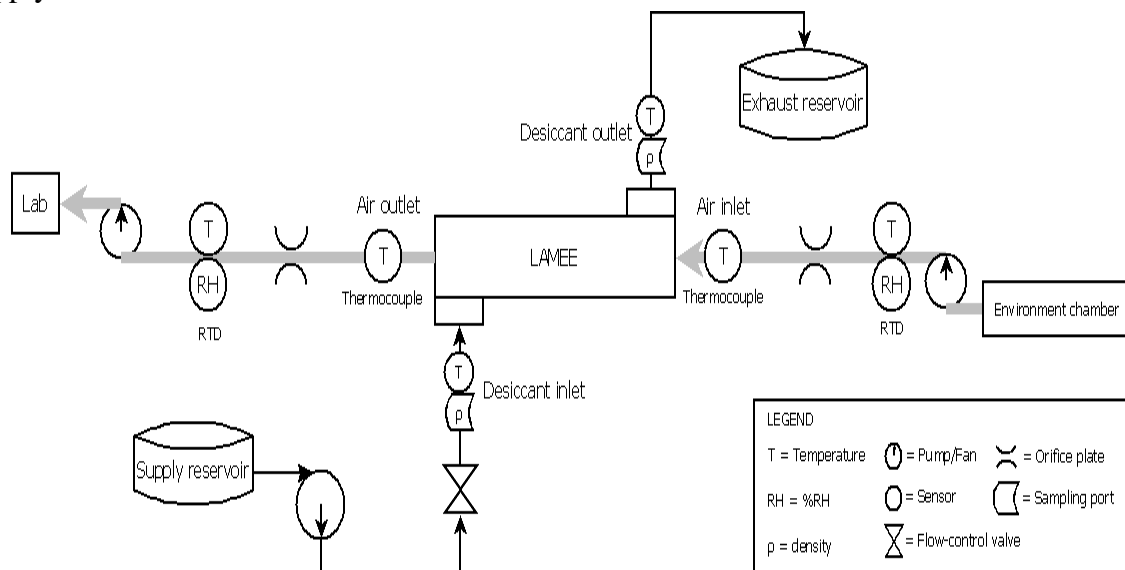 Exhaust reservoir
T
Desiccant outlet
ρ
Lab
Air outlet
Air inlet
T
T
T
LAMEE
T
RH
RH
Thermocouple
Thermocouple
Environment chamber
RTD
RTD
T
Desiccant inlet
ρ
Supply reservoir
LEGEND
T = Temperature
= Pump/Fan
= Orifice plate
RH = %RH
= Sensor
= Sampling port
ρ = density
= Flow-control valve